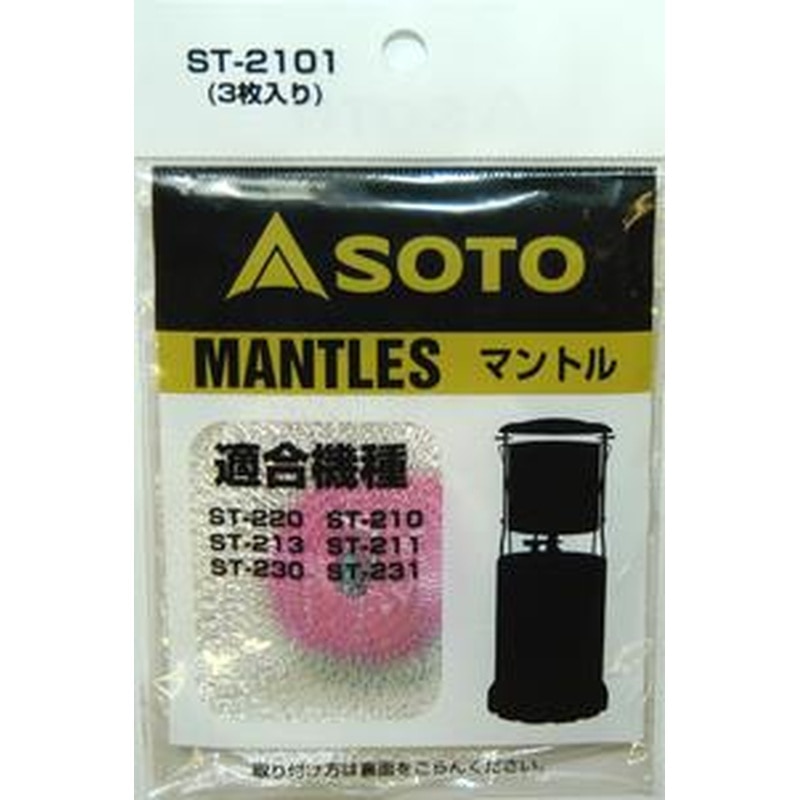 ST-2101
(3枚入り)
SOTO
MANTLES マントル
適合機種
ST-220 ST-210
ST-213 ST-211
ST-230 ST-231
取り付け方は裏面をごらんください。